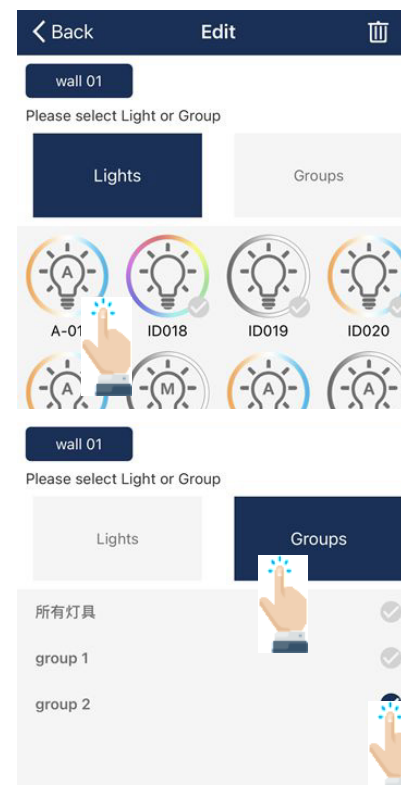 Back Edit
wall 01
Please select Light or Group
Lights Groups
A
A-01 ID018 ID019 ID020
A M A A
wall 01
Please select Light or Group
Lights Groups
所有灯具
group 1
group 2